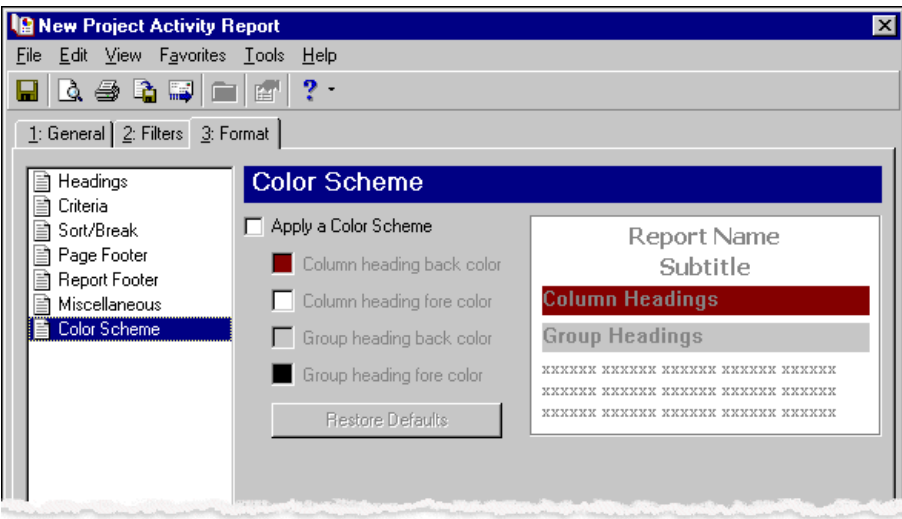 New Project Activity Report
File Edit View Favorites Tools Help
?
1: General 2: Filters 3: Format
Headings
Criteria
Sort/Break
Page Footer
Report Footer
Miscellaneous
Color Scheme
Color Scheme
Apply a Color Scheme
Column heading back color
Column heading fore color
Group heading back color
Group heading fore color
Restore Defaults
Report Name
Subtitle
Column Headings
Group Headings
xxxxxx xxxxxx xxxxxx xxxxxx xxxxxx
xxxxxx xxxxxx xxxxxx xxxxxx xxxxxx
xxxxxx xxxxxx xxxxxx xxxxxx xxxxxx